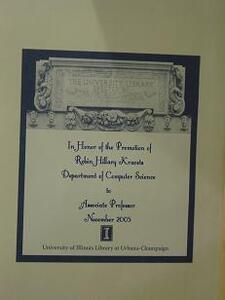 THE UNIVERSITY LIBRARY
In Honor of the Promotion of
Robin Hillary Kravets
Department of Computer Science
to
Associate Professor
November 2005
I
University of Illinois Library at Urbana-Champaign